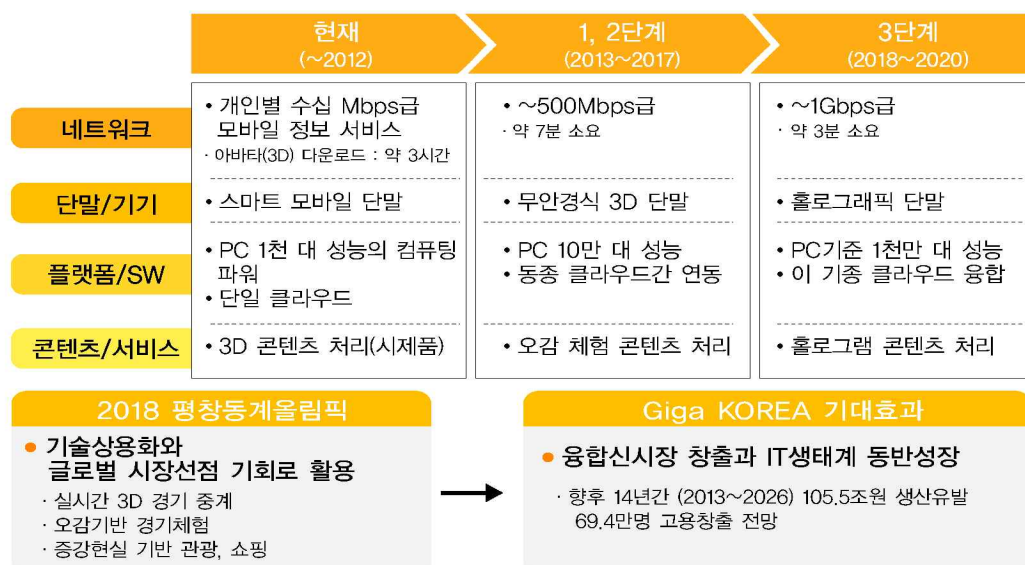 현재
(~2012)
1, 2단계
(2013~2017)
3단계
(2018~2020)
네트워크
• 개인별 수십 Mbps급
모바일 정보 서비스
· 아바타(3D) 다운로드 : 약 3시간
• ~500Mbps급
· 약 7분 소요
• ~1Gbps급
· 약 3분 소요
단말/기기
• 스마트 모바일 단말
• 무안경식 3D 단말
• 홀로그래픽 단말
플랫폼/SW
• PC 1천 대 성능의 컴퓨팅
파워
• 단일 클라우드
• PC 10만 대 성능
• 동종 클라우드간 연동
• PC기준 1천만 대 성능
• 이 기종 클라우드 융합
콘텐츠/서비스
• 3D 콘텐츠 처리(시제품)
• 오감 체험 콘텐츠 처리
• 홀로그램 콘텐츠 처리
2018 평창동계올림픽
• 기술상용화와
글로벌 시장선점 기회로 활용
· 실시간 3D 경기 중계
· 오감기반 경기체험
· 증강현실 기반 관광, 쇼핑
Giga KOREA 기대효과
• 융합신시장 창출과 IT생태계 동반성장
· 향후 14년간 (2013~2026) 105.5조원 생산유발
69.4만명 고용창출 전망